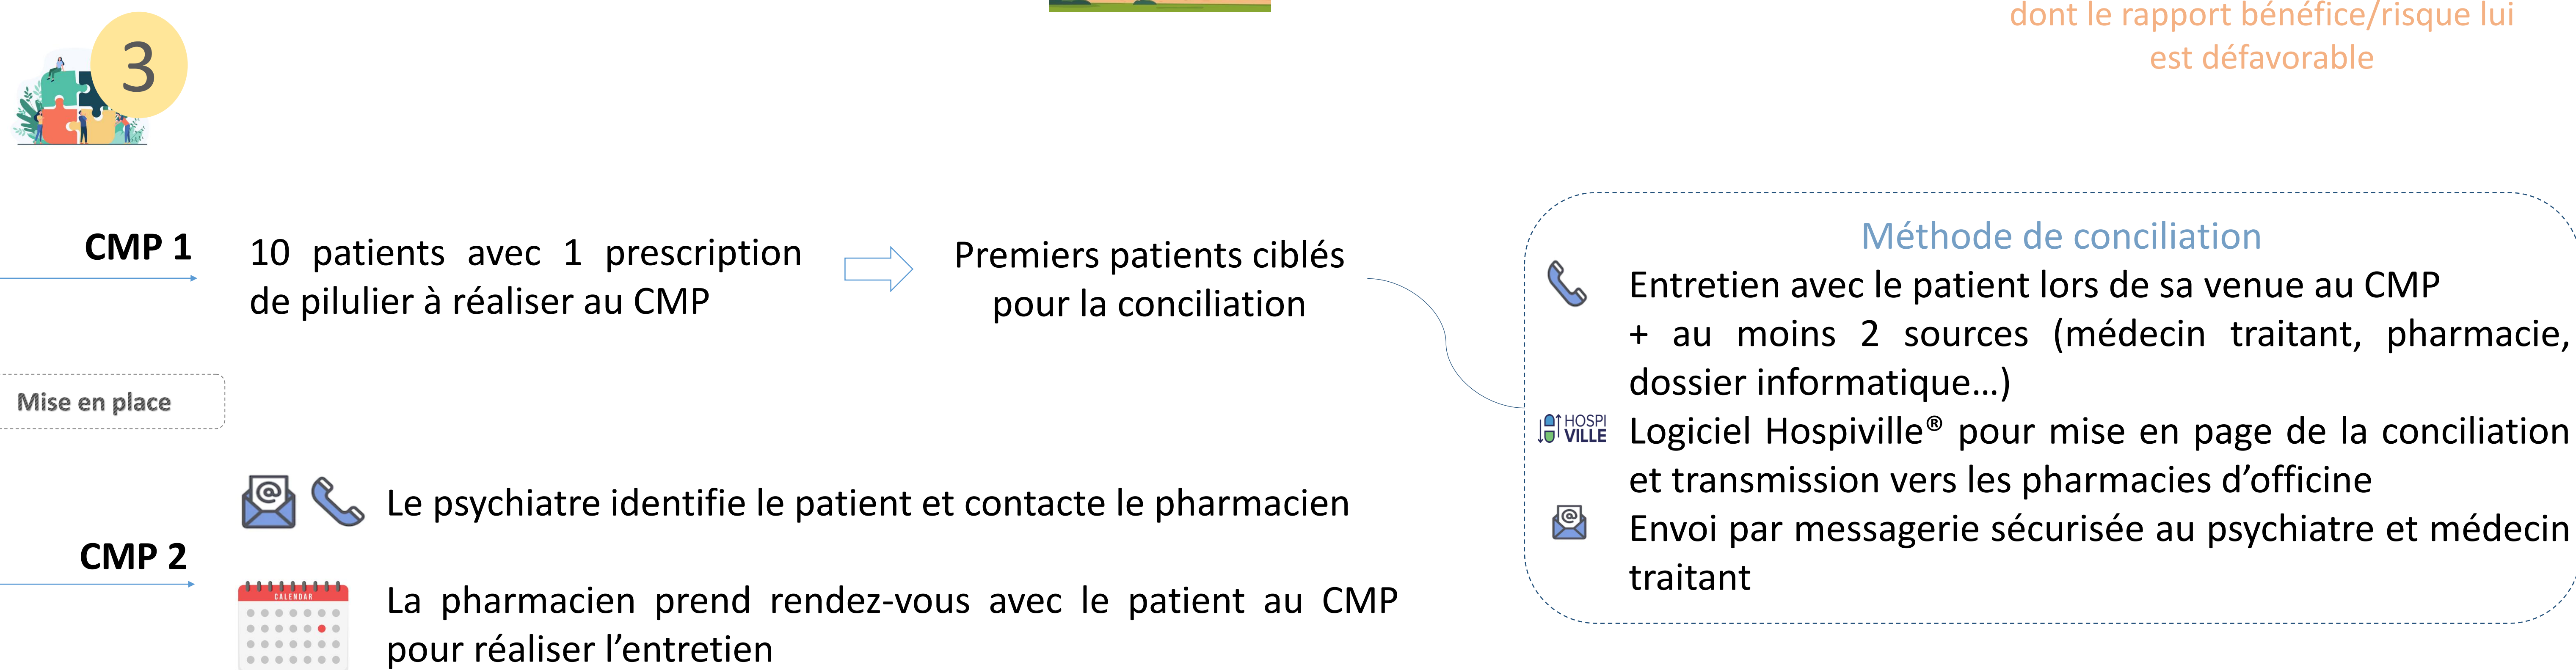 dont le rapport bénéfice/risque lui
est défavorable
3
CMP 1
10 patients avec 1 prescription
de pilulier à réaliser au CMP
Premiers patients ciblés
pour la conciliation
Mise en place
Le psychiatre identifie le patient et contacte le pharmacien
CMP 2
CALENDAR
La pharmacien prend rendez-vous avec le patient au CMP
pour réaliser l'entretien
Méthode de conciliation
Entretien avec le patient lors de sa venue au CMP
+ au moins 2 sources (médecin traitant, pharmacie,
dossier informatique...)
HOSPI
VILLE
Logiciel Hospiville® pour mise en page de la conciliation
et transmission vers les pharmacies d'officine
Envoi par messagerie sécurisée au psychiatre et médecin
traitant